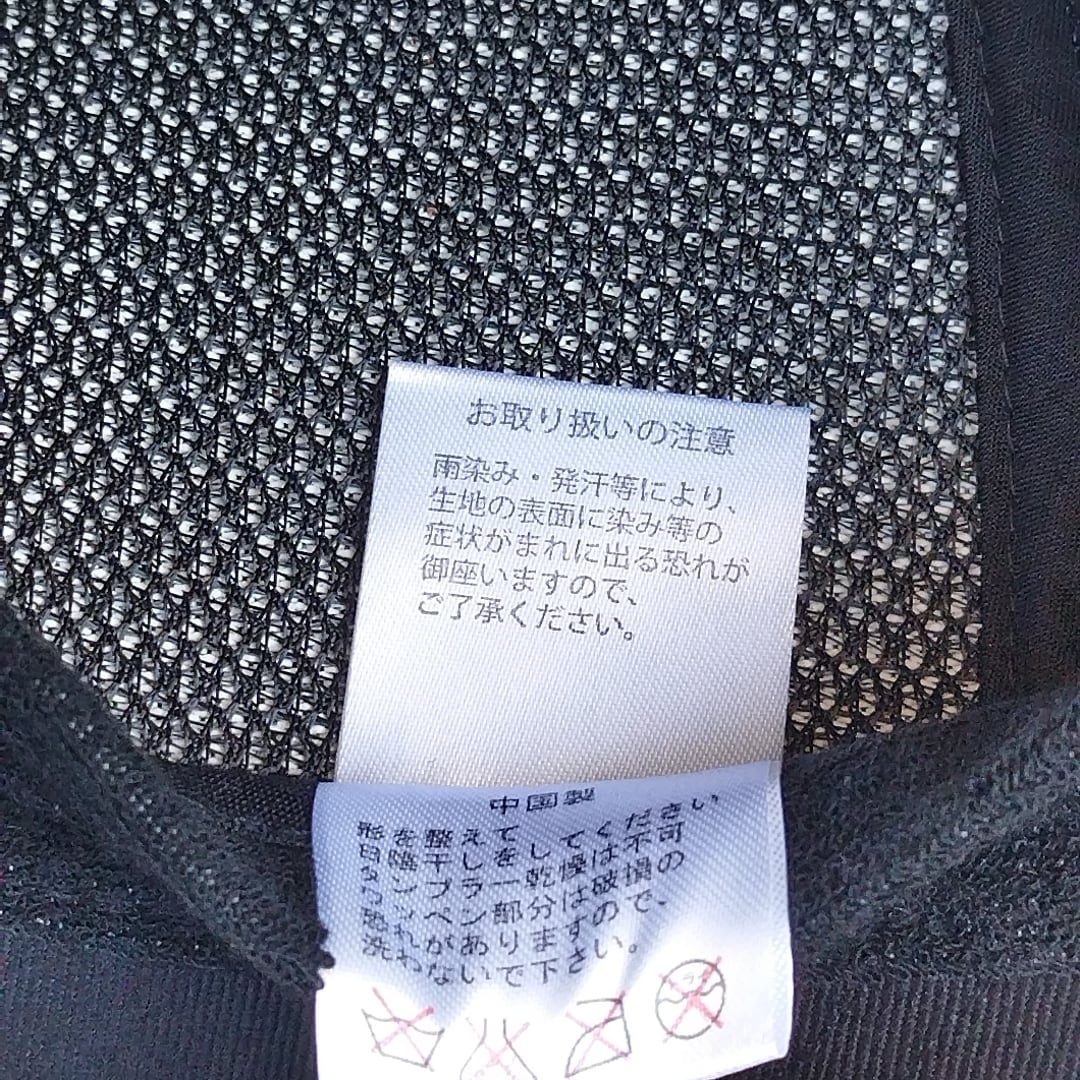 お取り扱いの注意
雨染み・発汗等により、
生地の表面に染み等の
症状がまれに出る恐れが
御座いますので、
ご了承ください。
中国製
形を整えてしてください
日陰干しをして
タンブラー乾燥は不可
ワッペン部分は破損の
恐れがありますので、
洗わないで下さい。